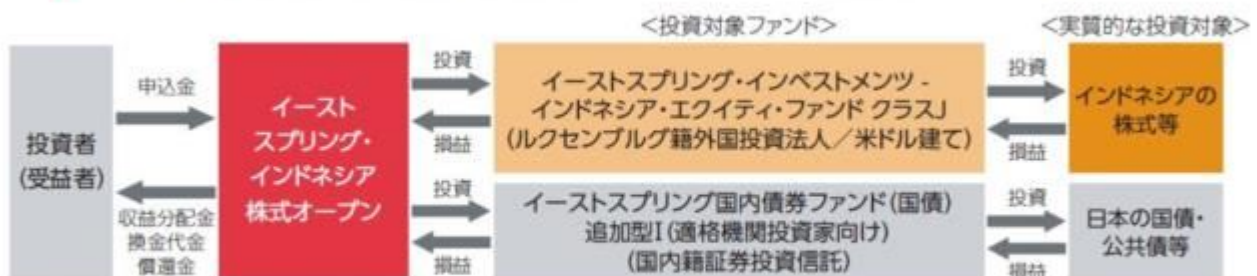 <投資対象ファンド>
<実質的な投資対象>
投資者
(受益者)
申込金
収益分配金
換金代金
償還金
イースト
スプリング・
インドネシア
株式オープン
投資
損益
投資
損益
イーストスプリング・インベストメンツ -
インドネシア・エクイティ・ファンド クラスJ
(ルクセンブルグ籍外国投資法人/米ドル建て)
イーストスプリング国内債券ファンド(国債)
追加型I(適格機関投資家向け)
(国内籍証券投資信託)
投資
損益
投資
損益
インドネシアの
株式等
日本の国債・
公共債等